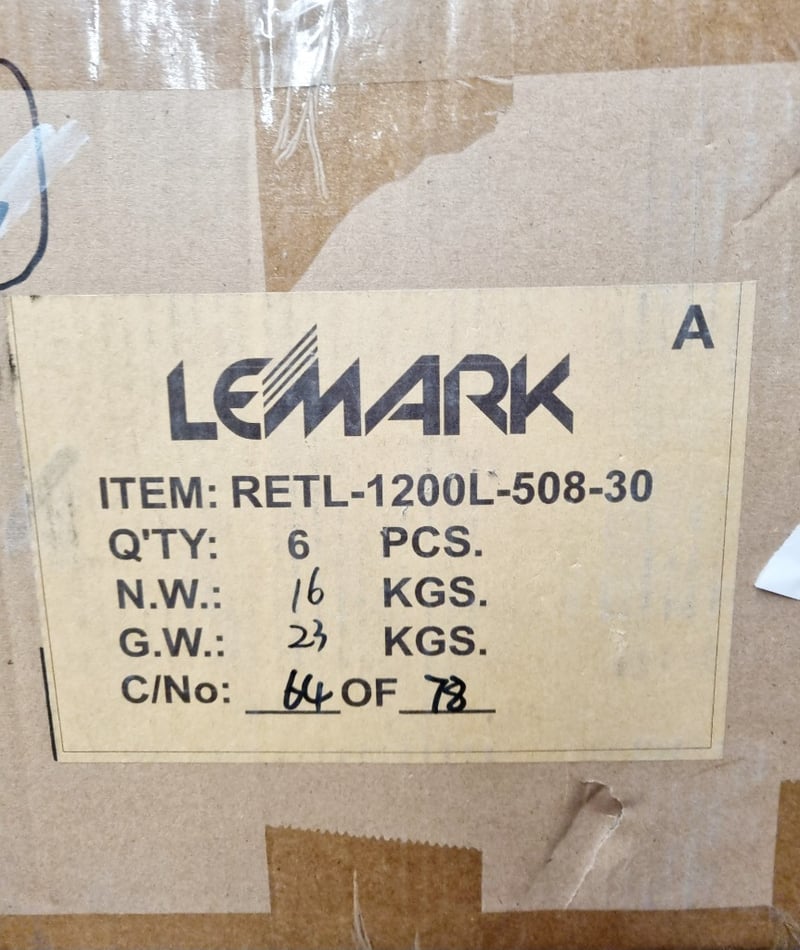 A
LEMARK
ITEM: RETL-1200L-508-30
Q'TY: 6 PCS.
N.W.: 16 KGS.
G.W.: 23 KGS.
C/No: 64 OF 78